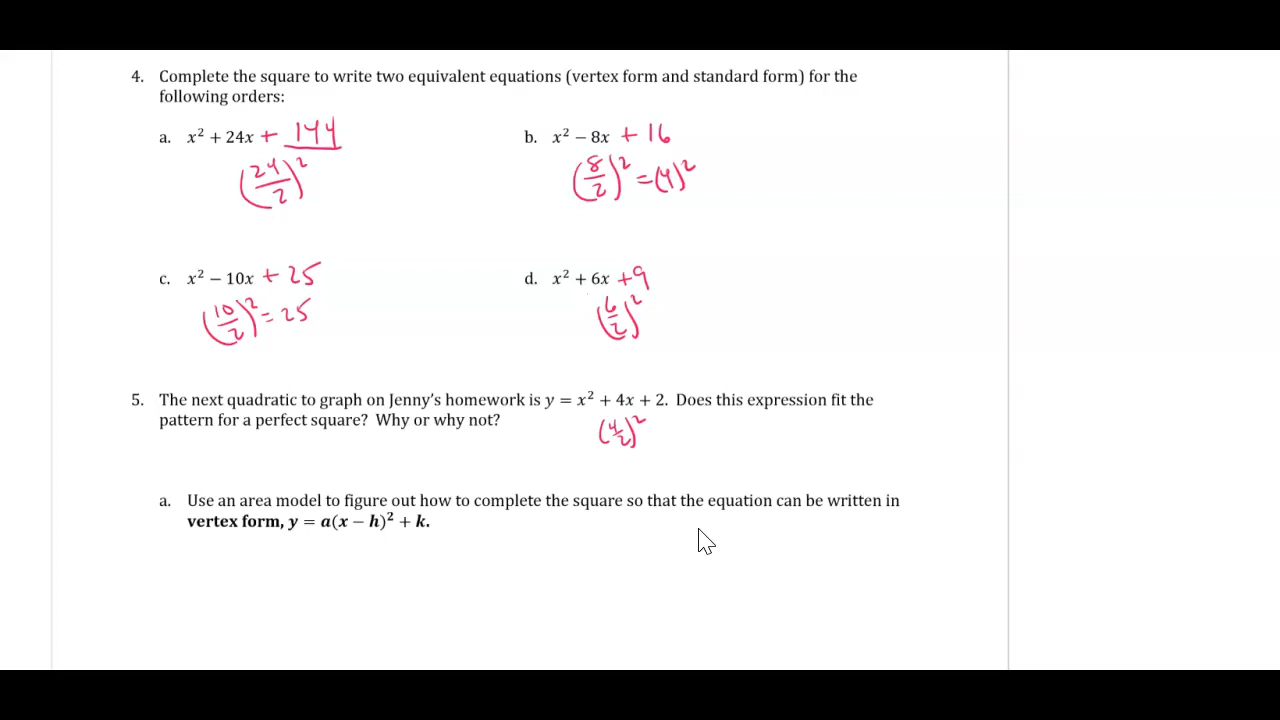 4. Complete the square to write two equivalent equations (vertex form and standard form) for the
following orders:
a. x² + 24x + 144
b. x² − 8x + 16
(24/2)²
(8/2)² = (4)²
c. x² − 10x + 25
d. x² + 6x + 9
(10/2)² = 25
(6/2)²
5. The next quadratic to graph on Jenny's homework is y = x² + 4x + 2. Does this expression fit the
pattern for a perfect square? Why or why not?
(4/2)²
a. Use an area model to figure out how to complete the square so that the equation can be written in
vertex form, y = a(x − h)² + k.